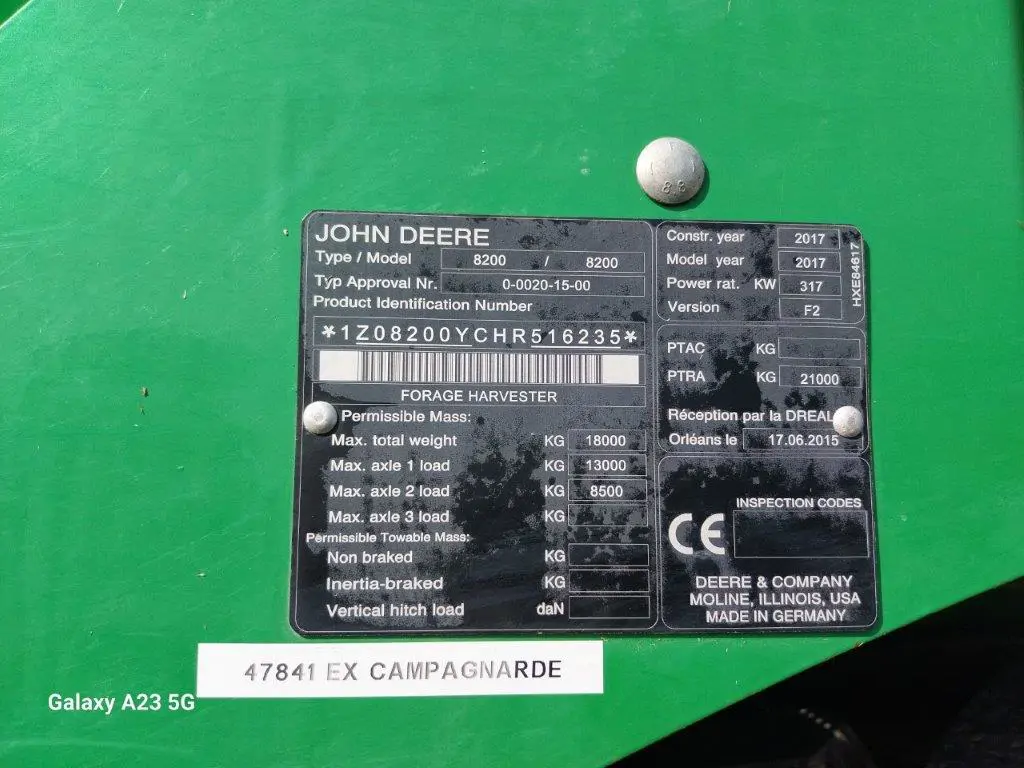 8.8
JOHN DEERE
Type / Model 8200 / 8200
Typ Approval Nr. 0-0020-15-00
Product Identification Number
*1Z08200YCHR516235*
FORAGE HARVESTER
Permissible Mass:
Max. total weight KG 18000
Max. axle 1 load KG 13000
Max. axle 2 load KG 8500
Max. axle 3 load KG
Permissible Towable Mass:
Non braked KG
Inertia-braked KG
Vertical hitch load daN
Constr. year 2017
Model year 2017
Power rat. KW 317
Version F2
HXE84617
PTAC KG
PTRA KG 21000
Réception par la DREAL
Orléans le 17.06.2015
INSPECTION CODES
CE
DEERE & COMPANY
MOLINE, ILLINOIS, USA
MADE IN GERMANY
47841 EX CAMPAGNARDE
Galaxy A23 5G